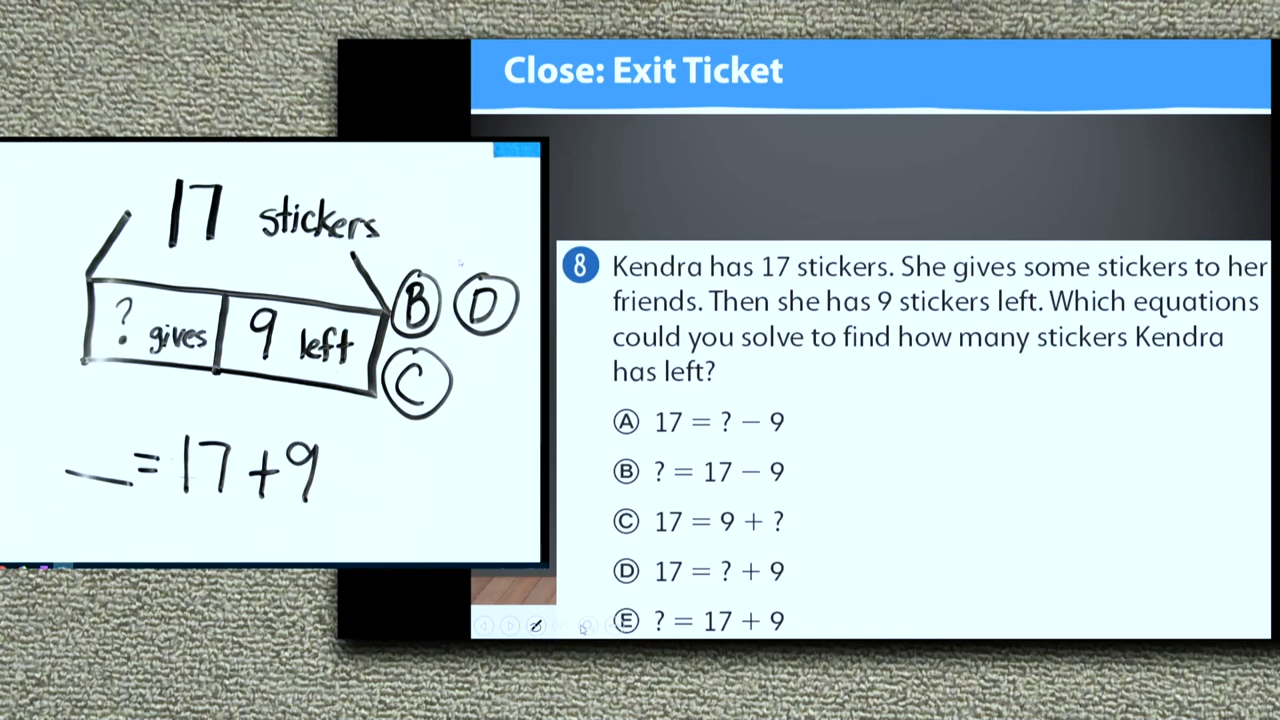 Close: Exit Ticket
17 stickers
? gives 9 left
B D
C
__ = 17 + 9
8 Kendra has 17 stickers. She gives some stickers to her
friends. Then she has 9 stickers left. Which equations
could you solve to find how many stickers Kendra
has left?
A 17 = ? − 9
B ? = 17 − 9
C 17 = 9 + ?
D 17 = ? + 9
E ? = 17 + 9